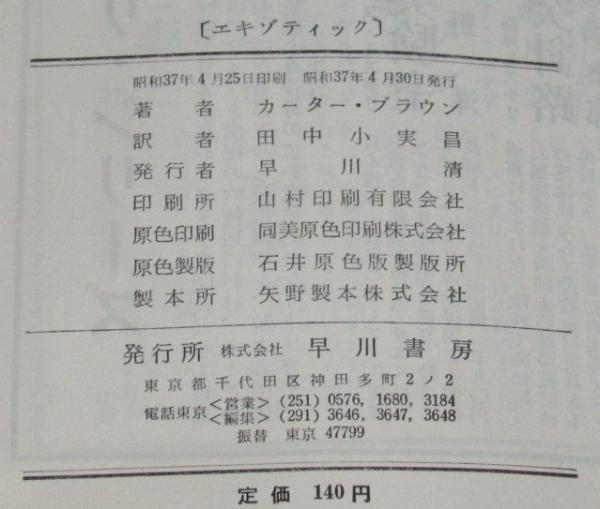 〔エキゾティック〕
昭和37年4月25日印刷 昭和37年4月30日発行
著者 カーター・ブラウン
訳者 田中小実昌
発行者 早川清
印刷所 山村印刷有限会社
原色印刷 同美原色印刷株式会社
原色製版 石井原色版製版所
製本所 矢野製本株式会社
発行所 株式会社 早川書房
東京都千代田区神田多町2ノ2
電話東京<営業>(251) 0576, 1680, 3184
<編集>(291) 3646, 3647, 3648
振替 東京 47799
定価 140円